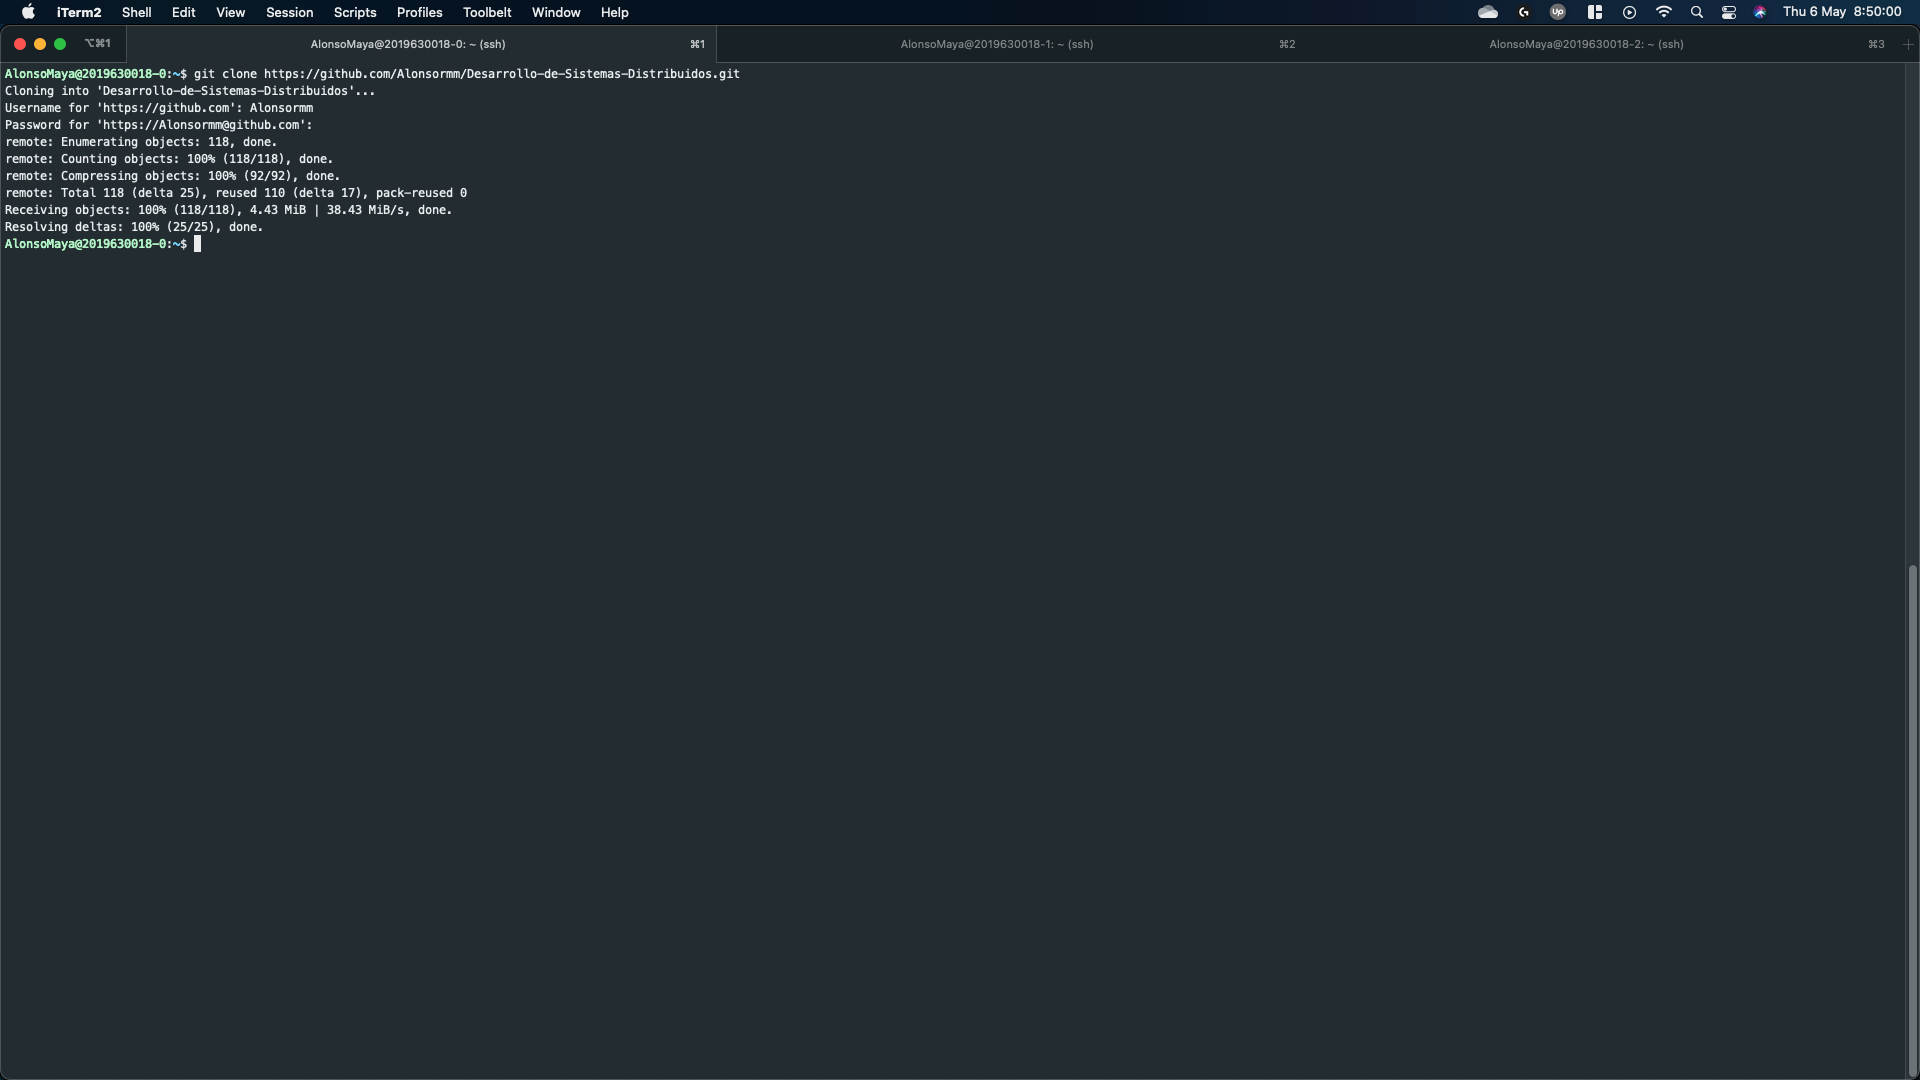 iTerm2 Shell Edit View Session Scripts Profiles Toolbelt Window Help UP Thu 6 May 8:50:00
⌥⌘1 AlonsoMaya@2019630018-0: ~ (ssh) ⌘1 AlonsoMaya@2019630018-1: ~ (ssh) ⌘2 AlonsoMaya@2019630018-2: ~ (ssh) ⌘3
AlonsoMaya@2019630018-0:~$ git clone https://github.com/Alonsormm/Desarrollo-de-Sistemas-Distribuidos.git
Cloning into 'Desarrollo-de-Sistemas-Distribuidos'...
Username for 'https://github.com': Alonsormm
Password for 'https://Alonsormm@github.com':
remote: Enumerating objects: 118, done.
remote: Counting objects: 100% (118/118), done.
remote: Compressing objects: 100% (92/92), done.
remote: Total 118 (delta 25), reused 110 (delta 17), pack-reused 0
Receiving objects: 100% (118/118), 4.43 MiB | 38.43 MiB/s, done.
Resolving deltas: 100% (25/25), done.
AlonsoMaya@2019630018-0:~$